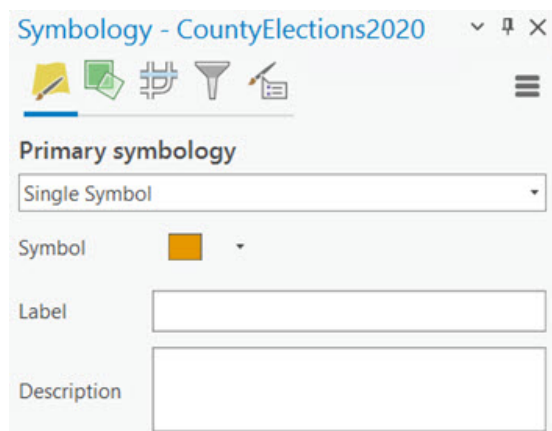 Symbology - CountyElections2020
Primary symbology
Single Symbol
Symbol
Label
Description